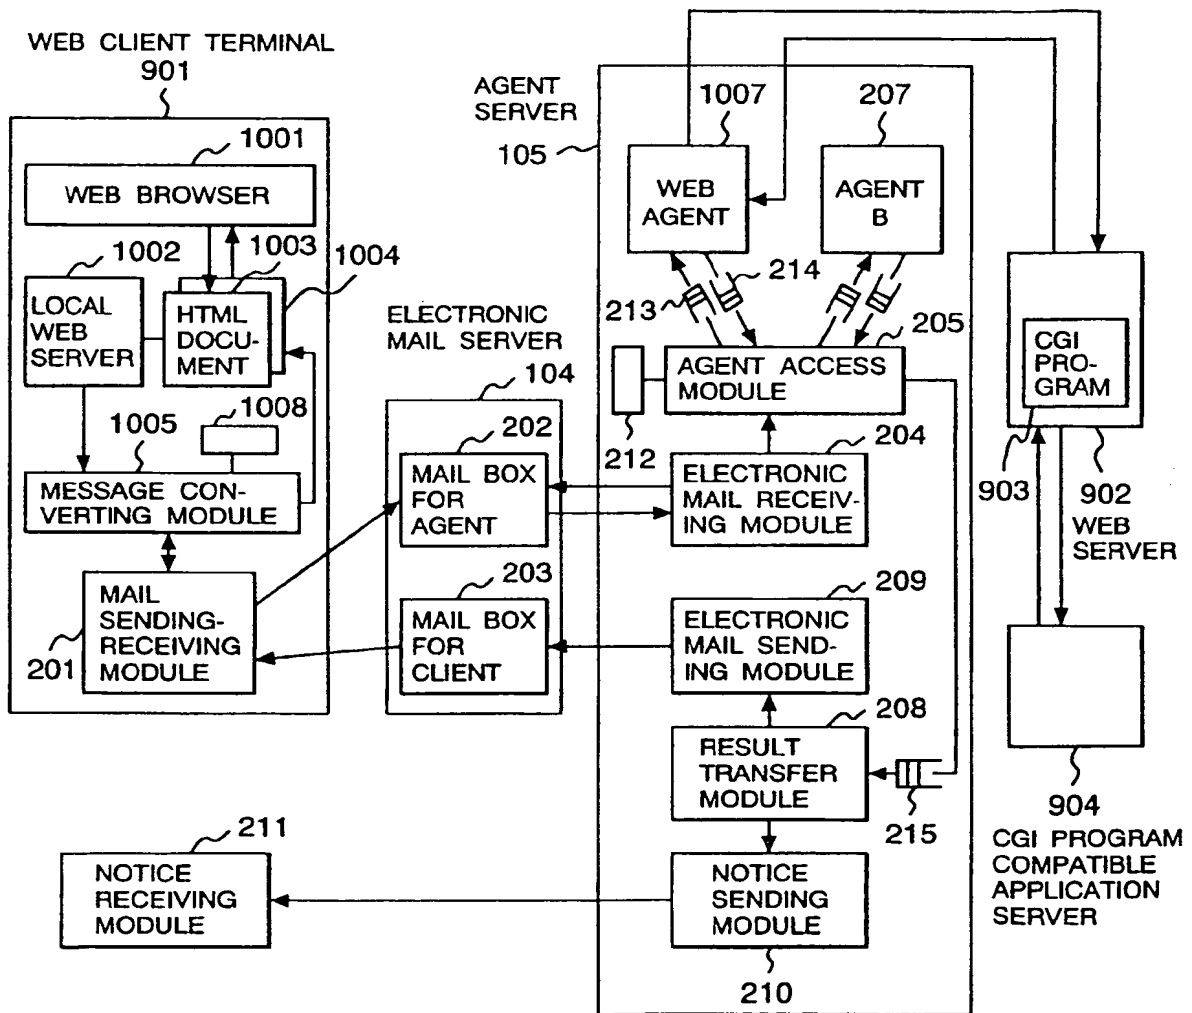 WEB CLIENT TERMINAL
901
1001
WEB BROWSER
1002
1003
1004
LOCAL
WEB
SERVER
HTML
DOCU-
MENT
1005
1008
MESSAGE CON-
VERTING MODULE
MAIL
SENDING-
RECEIVING
MODULE
201
ELECTRONIC
MAIL SERVER
104
202
MAIL BOX
FOR
AGENT
203
MAIL BOX
FOR
CLIENT
AGENT
SERVER
105
1007
207
WEB
AGENT
AGENT
B
213
214
205
AGENT ACCESS
MODULE
212
204
ELECTRONIC
MAIL RECEIV-
ING MODULE
209
ELECTRONIC
MAIL SEND-
ING MODULE
208
RESULT
TRANSFER
MODULE
215
NOTICE
SENDING
MODULE
210
211
NOTICE
RECEIVING
MODULE
CGI
PRO-
GRAM
903
902
WEB
SERVER
904
CGI PROGRAM
COMPATIBLE
APPLICATION
SERVER